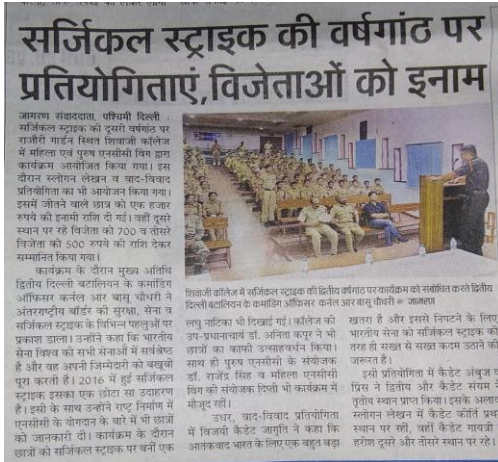 सर्जिकल स्ट्राइक की वर्षगांठ पर
प्रतियोगिताएं,विजेताओं को इनाम
जागरण संवाददाता, पश्चिमी दिल्ली :
सर्जिकल स्ट्राइक की दूसरी वर्षगांठ पर
राजौरी गार्डन स्थित शिवाजी कॉलेज
में महिला एवं पुरुष एनसीसी विंग द्वारा
कार्यक्रम आयोजित किया गया। इस
दौरान स्लोगन लेखन व वाद-विवाद
प्रतियोगिता का भी आयोजन किया गया।
इसमें जीतने वाले छात्र को एक हजार
रुपये की इनामी राशि दी गई। वहीं दूसरे
स्थान पर रहे विजेता को 700 व तीसरे
विजेता को 500 रुपये की राशि देकर
सम्मानित किया गया।
कार्यक्रम के दौरान मुख्य अतिथि
द्वितीय दिल्ली बटालियन के कमांडिंग
ऑफिसर कर्नल आर बासू चौधरी ने
अंतरराष्ट्रीय बॉर्डर की सुरक्षा, सेना व
सर्जिकल स्ट्राइक के विभिन्न पहलुओं पर
प्रकाश डाला। उन्होंने कहा कि भारतीय
सेना विश्व की सभी सेनाओं में सर्वश्रेष्ठ
है और वह अपनी जिम्मेदारी को बखूबी
पूरा करती है। 2016 में हुई सर्जिकल
स्ट्राइक इसका एक छोटा सा उदाहरण
है। इसी के साथ उन्होंने राष्ट्र निर्माण में
एनसीसी के योगदान के बारे में भी छात्रों
को जानकारी दी। कार्यक्रम के दौरान
छात्रों को सर्जिकल स्ट्राइक पर बनी एक
शिवाजी कॉलेज में सर्जिकल स्ट्राइक की द्वितीय वर्षगांठ पर कार्यक्रम को संबोधित करते द्वितीय
दिल्ली बटालियन के कमांडिंग ऑफिसर कर्नल आर बासू चौधरी ● जागरण
लघु नाटिका भी दिखाई गई। कॉलेज की
उप-प्रधानाचार्य डॉ. अनिता कपूर ने भी
छात्रों का काफी उत्साहवर्धन किया।
साथ ही पुरुष एनसीसी के संयोजक
डॉ. राजेंद्र सिंह व महिला एनसीसी
विंग की संयोजक दिप्ती भी कार्यक्रम में
मौजूद रहीं।
उधर, वाद-विवाद प्रतियोगिता
में विजयी कैडेट जागृति ने कहा कि
आतंकवाद भारत के लिए एक बहुत बड़ा
खतरा है और इससे निपटने के लिए
भारतीय सेना को सर्जिकल स्ट्राइक की
तरह ही सख्त से सख्त कदम उठाने की
जरूरत है।
इसी प्रतियोगिता में कैडेट अंबुज व
प्रिंस ने द्वितीय और कैडेट संयम ने
तृतीय स्थान प्राप्त किया। इसके अलावा
स्लोगन लेखन में कैडेट कीर्ति प्रथम
स्थान पर रहीं, वहीं कैडेट गायत्री व
हरीश दूसरे और तीसरे स्थान पर रहे।